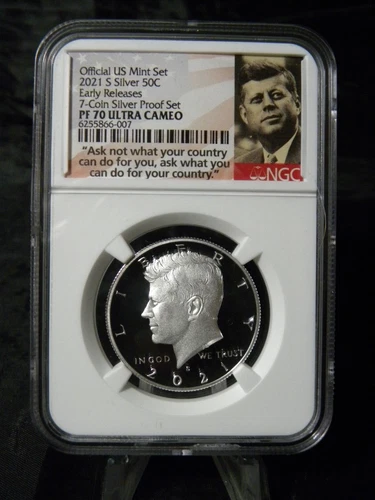 Official US Mint Set
2021 S Silver 50C
Early Releases
7-Coin Silver Proof Set
PF 70 ULTRA CAMEO
6255866-007
"Ask not what your country
can do for you, ask what you
can do for your country."
NGC
LIBERTY
IN GOD WE TRUST
S
2021